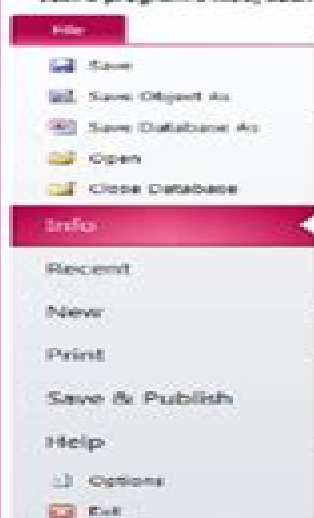 File
Save
Save Object As
Save Database As
Open
Close Database
Info
Recent
New
Print
Save & Publish
Help
Options
Exit